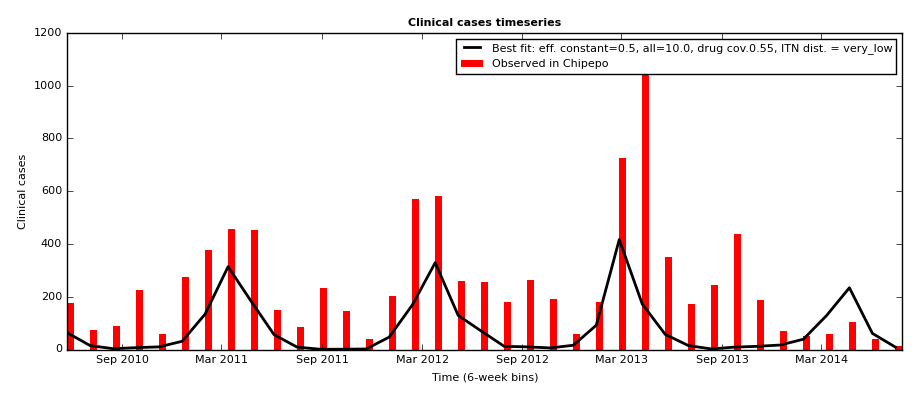 Clinical cases timeseries
Best fit: eff. constant=0.5, all=10.0, drug cov.0.55, ITN dist. = very_low
Observed in Chipepo
Clinical cases
1200
1000
800
600
400
200
0
Sep 2010 Mar 2011 Sep 2011 Mar 2012 Sep 2012 Mar 2013 Sep 2013 Mar 2014
Time (6-week bins)